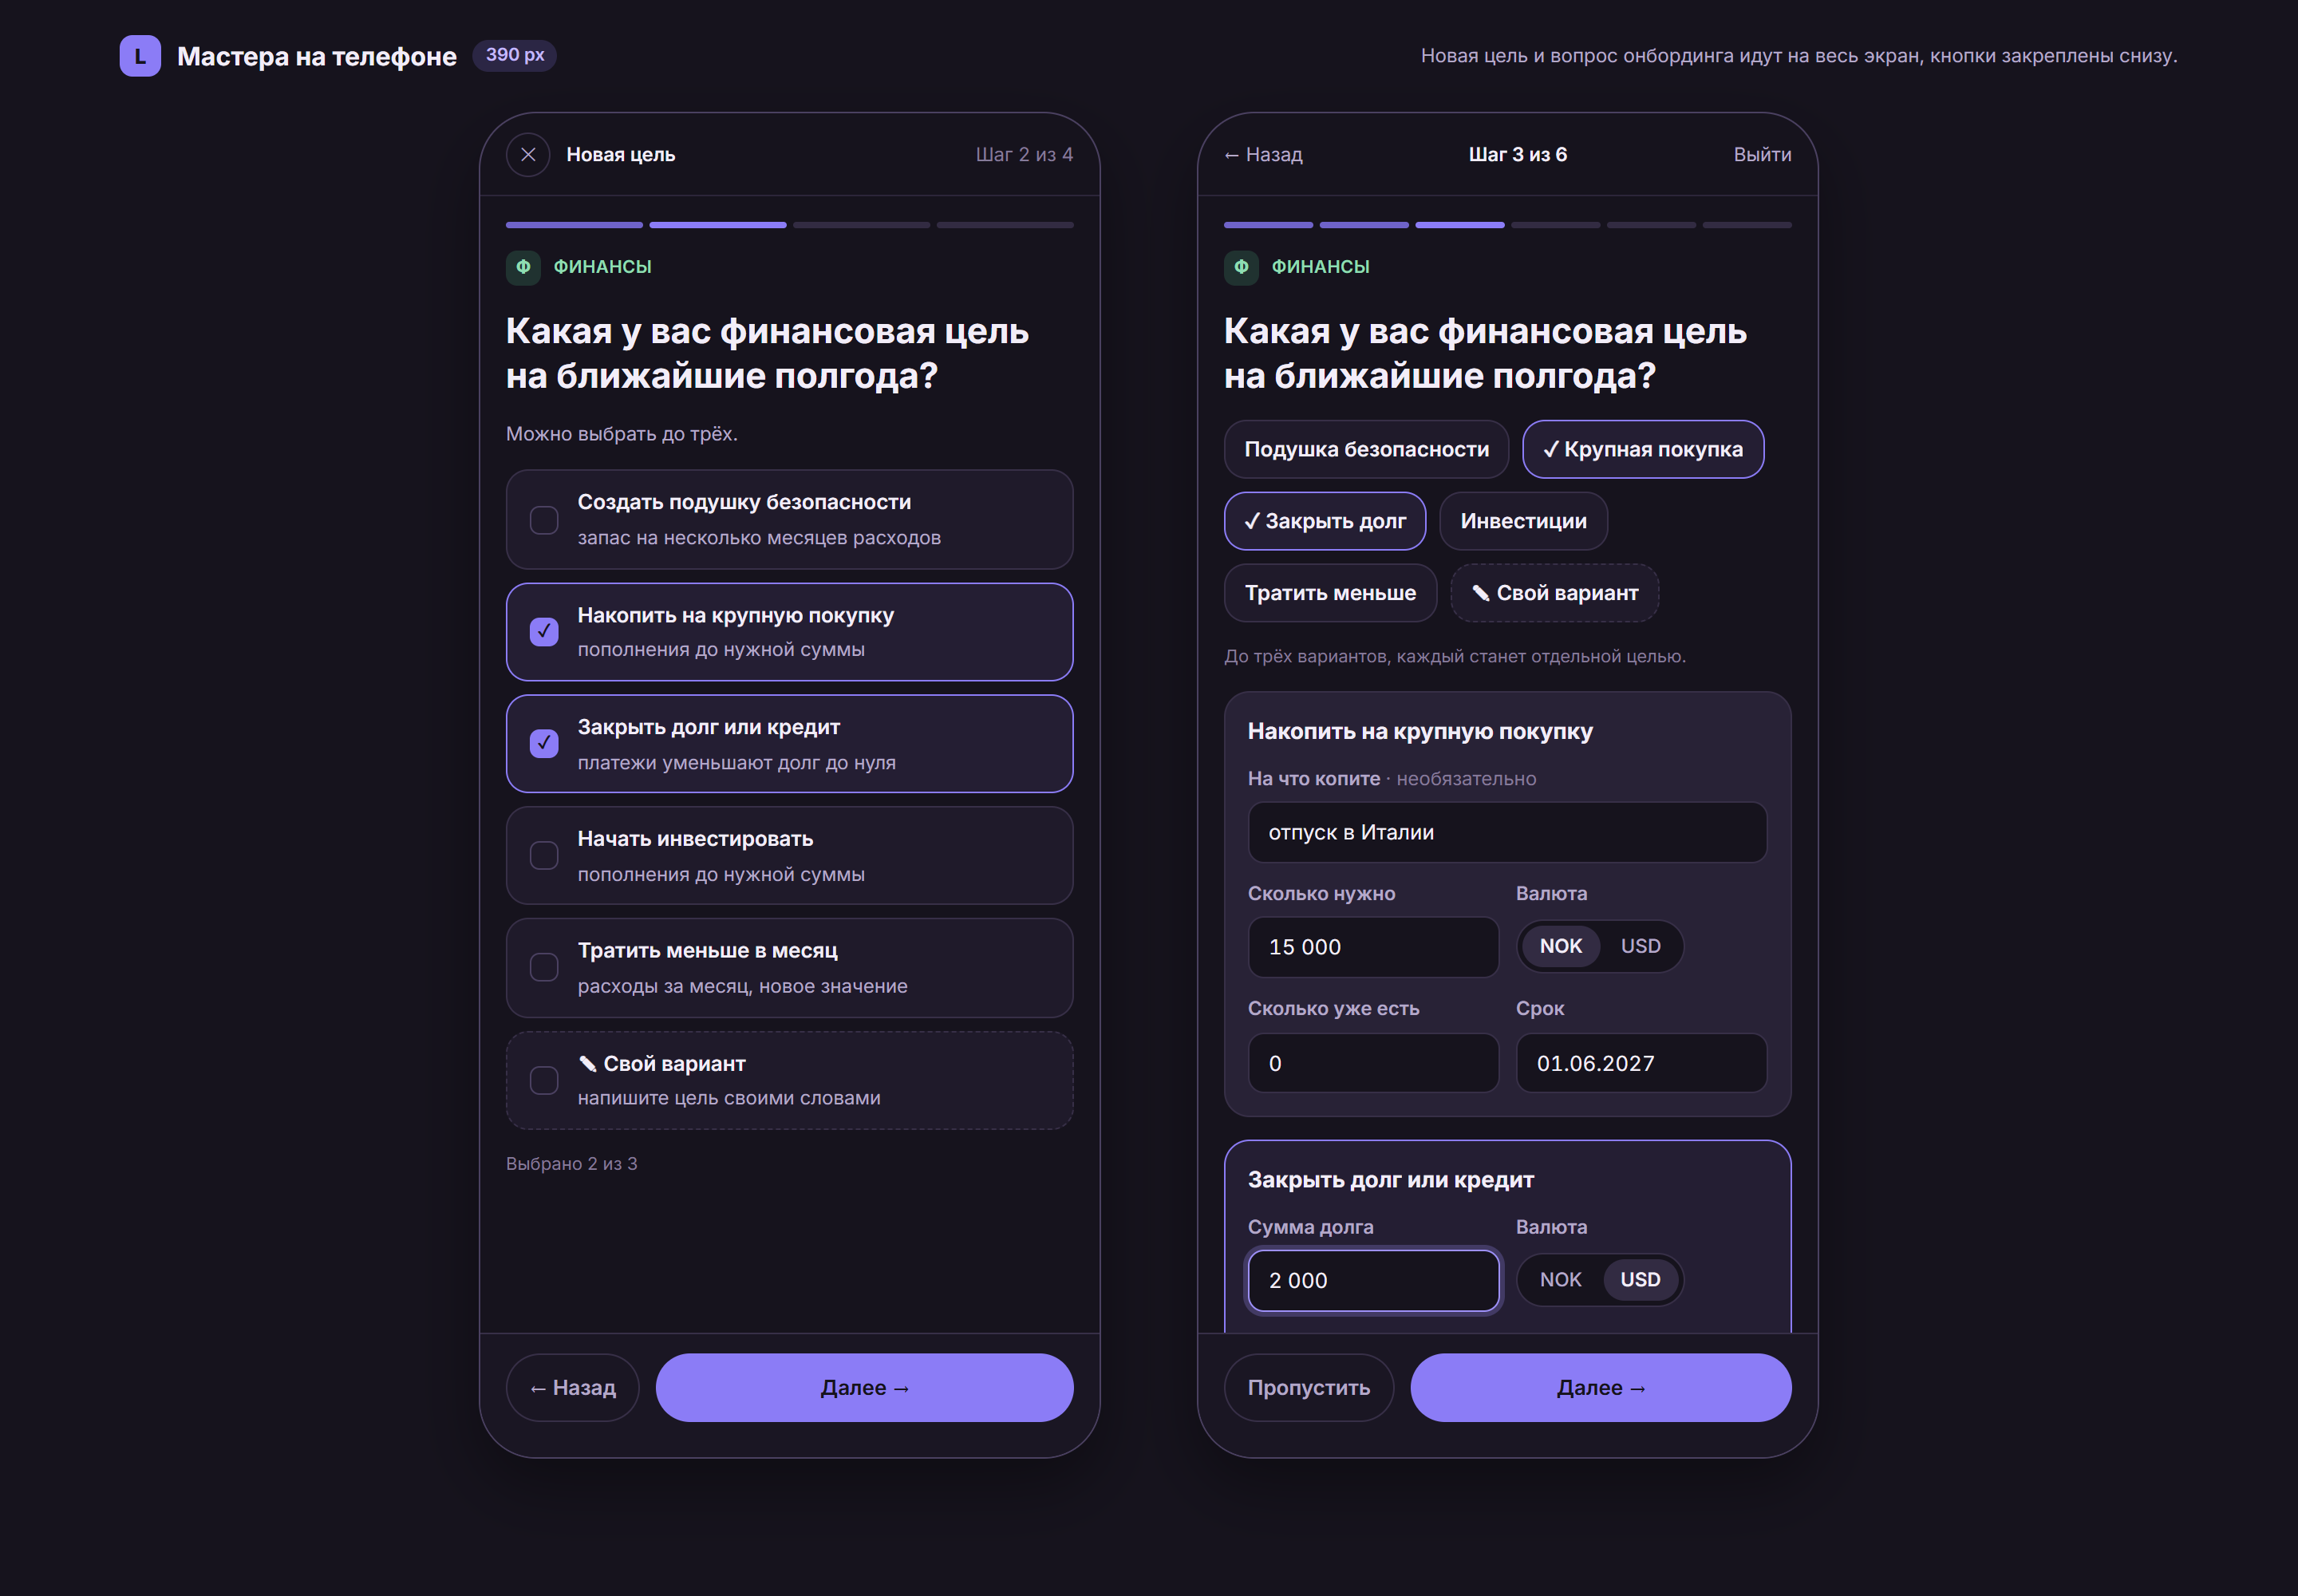 L Мастера на телефоне 390 px
Новая цель и вопрос онбординга идут на весь экран, кнопки закреплены снизу.
Новая цель Шаг 2 из 4
Ф ФИНАНСЫ
Какая у вас финансовая цель
на ближайшие полгода?
Можно выбрать до трёх.
Создать подушку безопасности
запас на несколько месяцев расходов
✓ Накопить на крупную покупку
пополнения до нужной суммы
✓ Закрыть долг или кредит
платежи уменьшают долг до нуля
Начать инвестировать
пополнения до нужной суммы
Тратить меньше в месяц
расходы за месяц, новое значение
✎ Свой вариант
напишите цель своими словами
Выбрано 2 из 3
← Назад Далее →
← Назад Шаг 3 из 6 Выйти
Ф ФИНАНСЫ
Какая у вас финансовая цель
на ближайшие полгода?
Подушка безопасности ✓ Крупная покупка
✓ Закрыть долг Инвестиции
Тратить меньше ✎ Свой вариант
До трёх вариантов, каждый станет отдельной целью.
Накопить на крупную покупку
На что копите · необязательно
отпуск в Италии
Сколько нужно Валюта
15 000 NOK USD
Сколько уже есть Срок
0 01.06.2027
Закрыть долг или кредит
Сумма долга Валюта
2 000 NOK USD
Пропустить Далее →